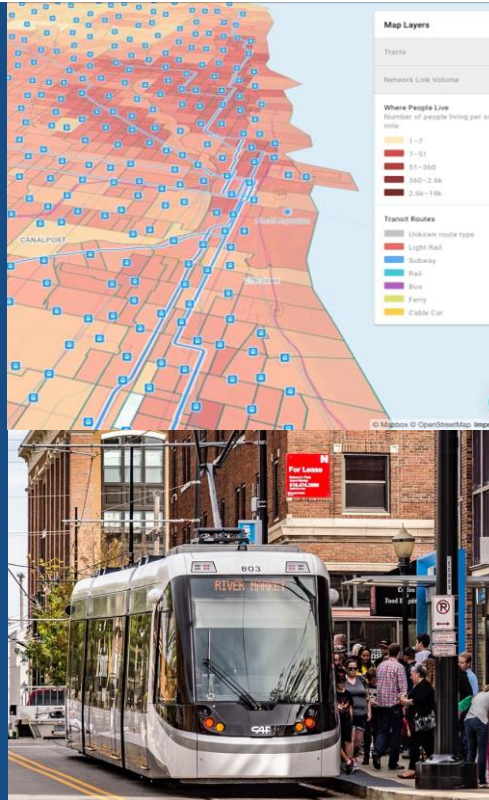 Map Layers
Tracts
Network Link Volume
Where People Live
Number of people living per
mile
1–7
7–51
51–360
360–2.6k
2.6k–18k
Transit Routes
Unkown route type
Light Rail
Subway
Rail
Bus
Ferry
Cable Car
CANALPORT
© Mapbox © OpenStreetMap
N
For Lease
803
RIVER MARKET
CAF
P